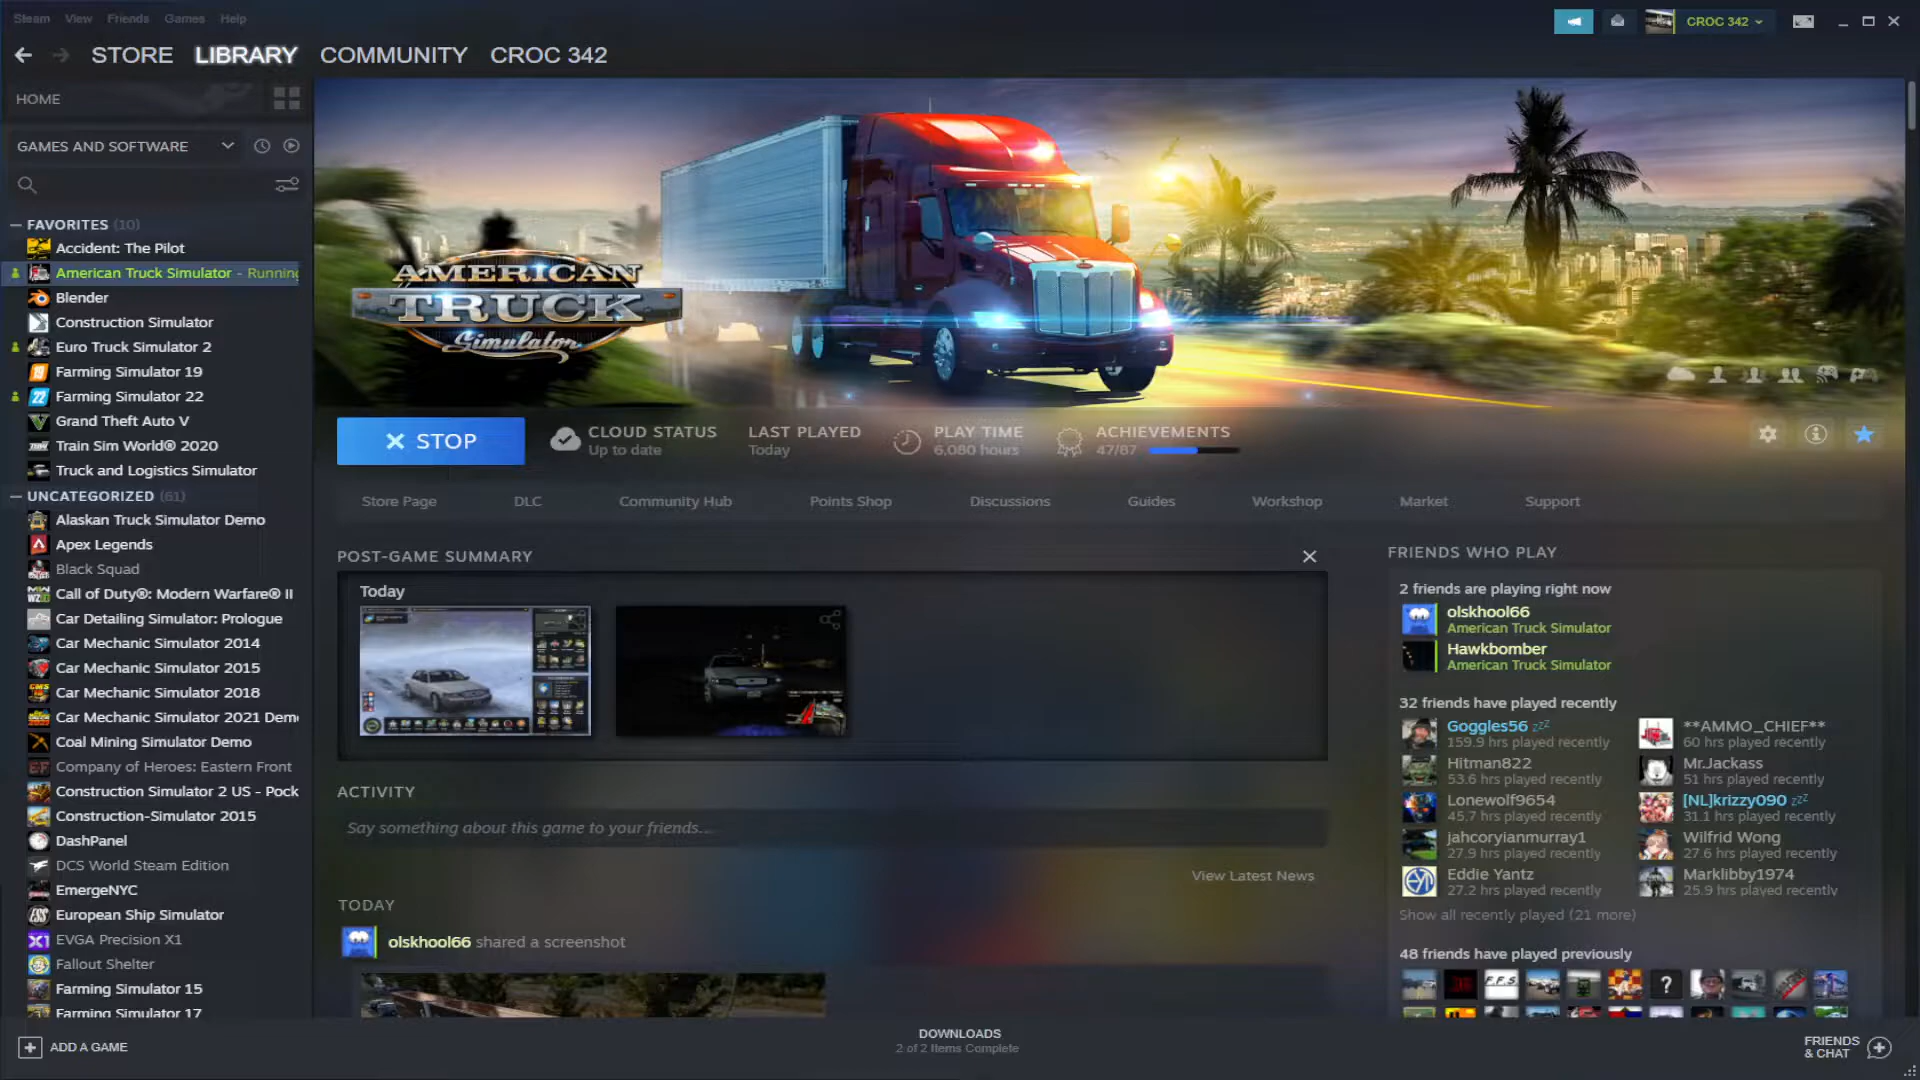 Steam View Friends Games Help
CROC 342
STORE LIBRARY COMMUNITY CROC 342
HOME
GAMES AND SOFTWARE
FAVORITES (10)
Accident: The Pilot
American Truck Simulator - Running
Blender
Construction Simulator
Euro Truck Simulator 2
Farming Simulator 19
Farming Simulator 22
Grand Theft Auto V
Train Sim World® 2020
Truck and Logistics Simulator
UNCATEGORIZED (61)
Alaskan Truck Simulator Demo
Apex Legends
Black Squad
Call of Duty®: Modern Warfare® II
Car Detailing Simulator: Prologue
Car Mechanic Simulator 2014
Car Mechanic Simulator 2015
Car Mechanic Simulator 2018
Car Mechanic Simulator 2021 Demo
Coal Mining Simulator Demo
Company of Heroes: Eastern Front
Construction Simulator 2 US - Pock
Construction-Simulator 2015
DashPanel
DCS World Steam Edition
EmergeNYC
European Ship Simulator
EVGA Precision X1
Fallout Shelter
Farming Simulator 15
Farming Simulator 17
ADD A GAME
AMERICAN
TRUCK
Simulator
STOP
CLOUD STATUS
Up to date
LAST PLAYED
Today
PLAY TIME
6,080 hours
ACHIEVEMENTS
47/87
Store Page DLC Community Hub Points Shop Discussions Guides Workshop Market Support
POST-GAME SUMMARY
Today
ACTIVITY
Say something about this game to your friends...
View Latest News
TODAY
olskhool66 shared a screenshot
FRIENDS WHO PLAY
2 friends are playing right now
olskhool66
American Truck Simulator
Hawkbomber
American Truck Simulator
32 friends have played recently
Goggles56 zzZ
159.9 hrs played recently
**AMMO_CHIEF**
60 hrs played recently
Hitman822
53.6 hrs played recently
Mr.Jackass
51 hrs played recently
Lonewolf9654
45.7 hrs played recently
[NL]krizzy090 zzZ
31.1 hrs played recently
jahcoryianmurray1
27.9 hrs played recently
Wilfrid Wong
27.6 hrs played recently
Eddie Yantz
27.2 hrs played recently
Marklibby1974
25.9 hrs played recently
Show all recently played (21 more)
48 friends have played previously
F.F.S
?
DOWNLOADS
2 of 2 Items Complete
FRIENDS
& CHAT